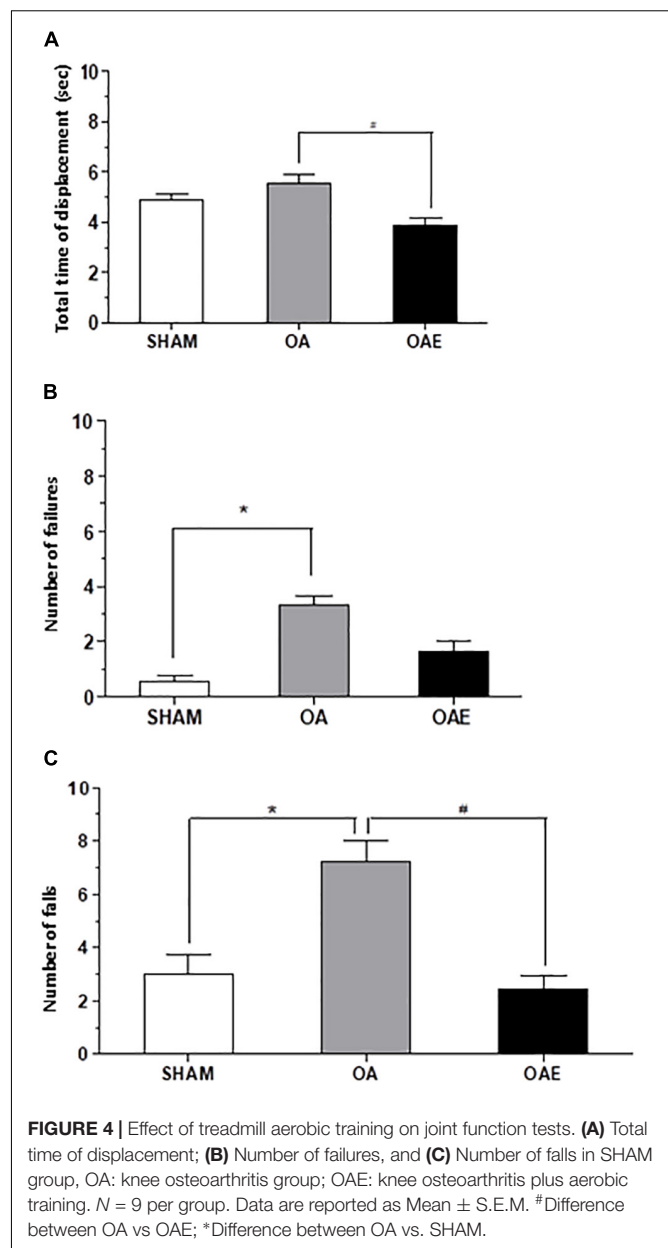 A
Total time of displacement (sec)
10
8
6
4
2
0
#
SHAM
OA
OAE
B
Number of failures
10
8
6
4
2
0
*
SHAM
OA
OAE
C
Number of falls
10
8
6
4
2
0
*
#
SHAM
OA
OAE
FIGURE 4 | Effect of treadmill aerobic training on joint function tests. (A) Total
time of displacement; (B) Number of failures, and (C) Number of falls in SHAM
group, OA: knee osteoarthritis group; OAE: knee osteoarthritis plus aerobic
training. N = 9 per group. Data are reported as Mean ± S.E.M. #Difference
between OA vs OAE; *Difference between OA vs. SHAM.